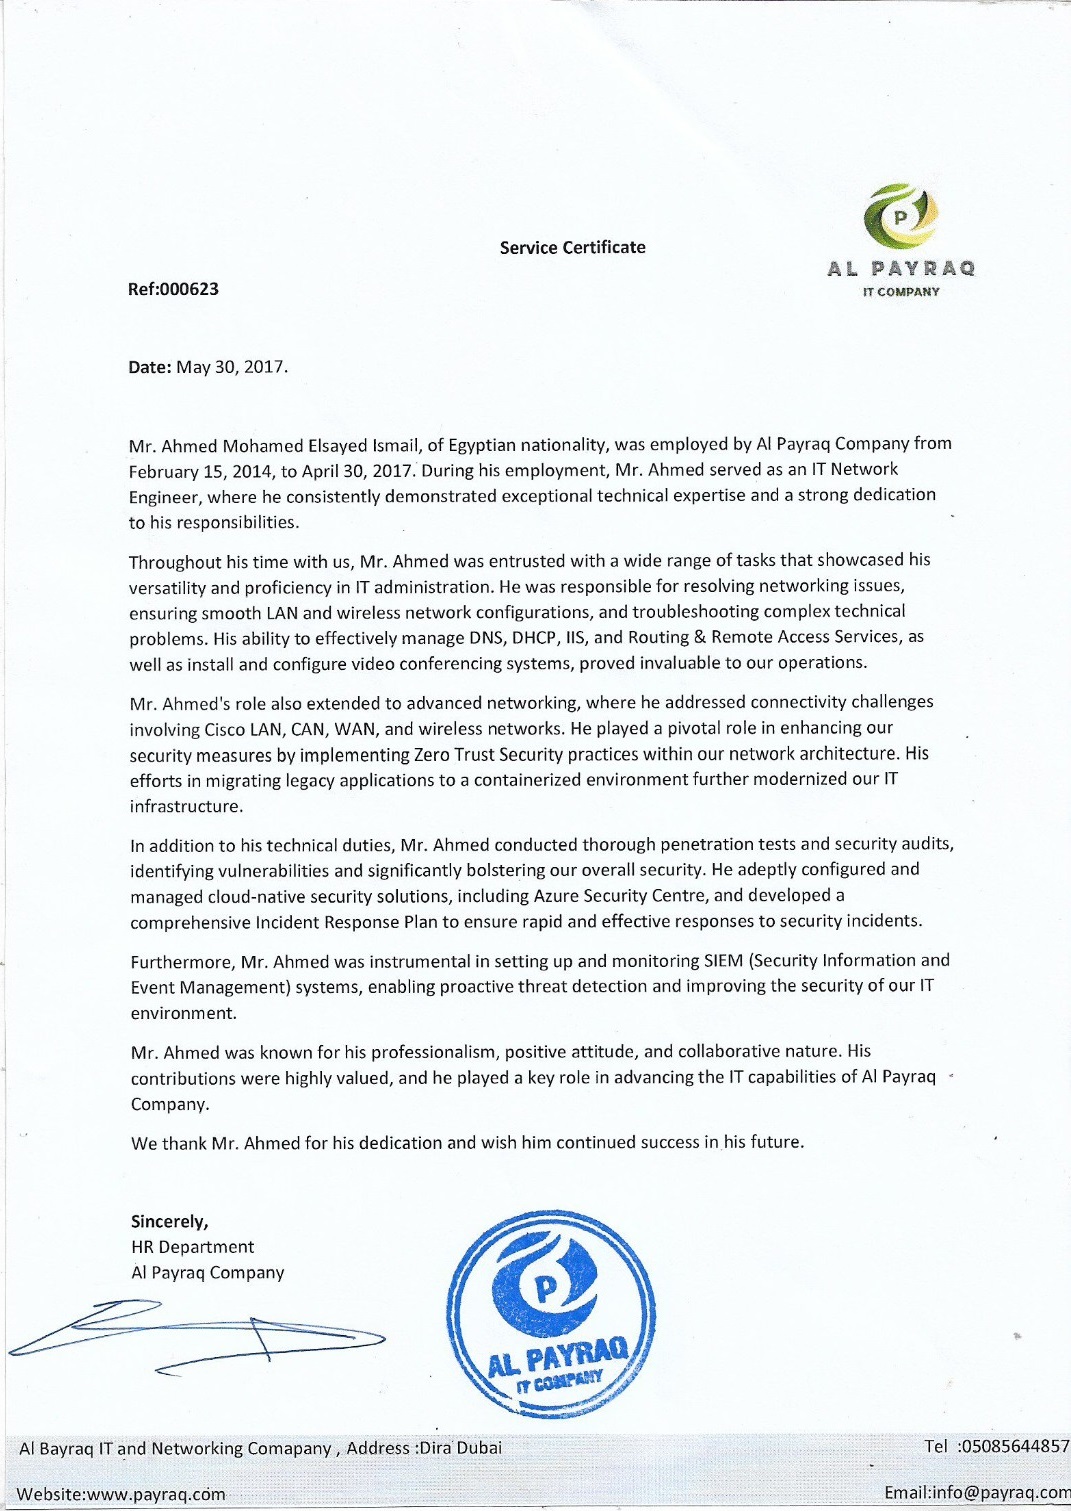 P
AL PAYRAQ
IT COMPANY
Service Certificate
Ref:000623
Date: May 30, 2017.
Mr. Ahmed Mohamed Elsayed Ismail, of Egyptian nationality, was employed by Al Payraq Company from
February 15, 2014, to April 30, 2017. During his employment, Mr. Ahmed served as an IT Network
Engineer, where he consistently demonstrated exceptional technical expertise and a strong dedication
to his responsibilities.
Throughout his time with us, Mr. Ahmed was entrusted with a wide range of tasks that showcased his
versatility and proficiency in IT administration. He was responsible for resolving networking issues,
ensuring smooth LAN and wireless network configurations, and troubleshooting complex technical
problems. His ability to effectively manage DNS, DHCP, IIS, and Routing & Remote Access Services, as
well as install and configure video conferencing systems, proved invaluable to our operations.
Mr. Ahmed's role also extended to advanced networking, where he addressed connectivity challenges
involving Cisco LAN, CAN, WAN, and wireless networks. He played a pivotal role in enhancing our
security measures by implementing Zero Trust Security practices within our network architecture. His
efforts in migrating legacy applications to a containerized environment further modernized our IT
infrastructure.
In addition to his technical duties, Mr. Ahmed conducted thorough penetration tests and security audits,
identifying vulnerabilities and significantly bolstering our overall security. He adeptly configured and
managed cloud-native security solutions, including Azure Security Centre, and developed a
comprehensive Incident Response Plan to ensure rapid and effective responses to security incidents.
Furthermore, Mr. Ahmed was instrumental in setting up and monitoring SIEM (Security Information and
Event Management) systems, enabling proactive threat detection and improving the security of our IT
environment.
Mr. Ahmed was known for his professionalism, positive attitude, and collaborative nature. His
contributions were highly valued, and he played a key role in advancing the IT capabilities of Al Payraq
Company.
We thank Mr. Ahmed for his dedication and wish him continued success in his future.
Sincerely,
HR Department
Al Payraq Company
P
AL PAYRAQ
IT COMPANY
Al Bayraq IT and Networking Comapany , Address :Dira Dubai
Tel :05085644857
Website:www.payraq.com
Email:info@payraq.com